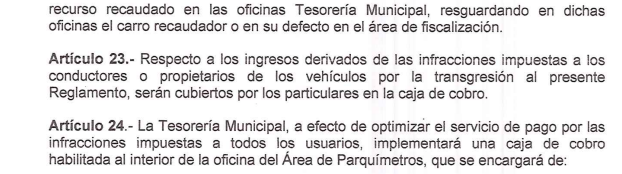 recurso recaudado en las oficinas Tesorería Municipal, resguardando en dichas
oficinas el carro recaudador o en su defecto en el área de fiscalización.
Artículo 23.- Respecto a los ingresos derivados de las infracciones impuestas a los
conductores o propietarios de los vehículos por la transgresión al presente
Reglamento, serán cubiertos por los particulares en la caja de cobro.
Artículo 24.- La Tesorería Municipal, a efecto de optimizar el servicio de pago por las
infracciones impuestas a todos los usuarios, implementará una caja de cobro
habilitada al interior de la oficina del Área de Parquímetros, que se encargará de: